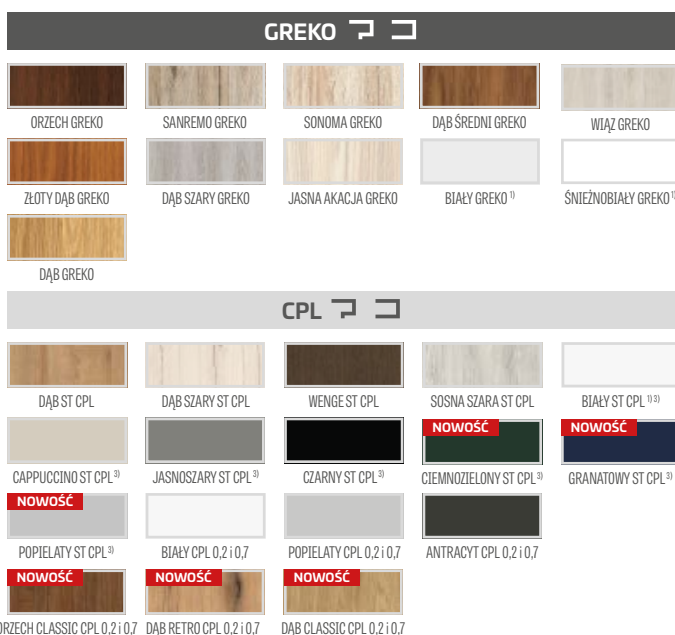 GREKO
ORZECH GREKO SANREMO GREKO SONOMA GREKO DĄB ŚREDNI GREKO WIĄZ GREKO
ZŁOTY DĄB GREKO DĄB SZARY GREKO JASNA AKACJA GREKO BIAŁY GREKO 1) ŚNIEŻNOBIAŁY GREKO 1)
DĄB GREKO
CPL
DĄB ST CPL DĄB SZARY ST CPL WENGE ST CPL SOSNA SZARA ST CPL BIAŁY ST CPL 1) 3)
NOWOŚĆ NOWOŚĆ
CAPPUCCINO ST CPL 3) JASNOSZARY ST CPL 3) CZARNY ST CPL 3) CIEMNOZIELONY ST CPL 3) GRANATOWY ST CPL 3)
NOWOŚĆ
POPIELATY ST CPL 3) BIAŁY CPL 0,2 i 0,7 POPIELATY CPL 0,2 i 0,7 ANTRACYT CPL 0,2 i 0,7
NOWOŚĆ NOWOŚĆ NOWOŚĆ
ORZECH CLASSIC CPL 0,2 i 0,7 DĄB RETRO CPL 0,2 i 0,7 DĄB CLASSIC CPL 0,2 i 0,7